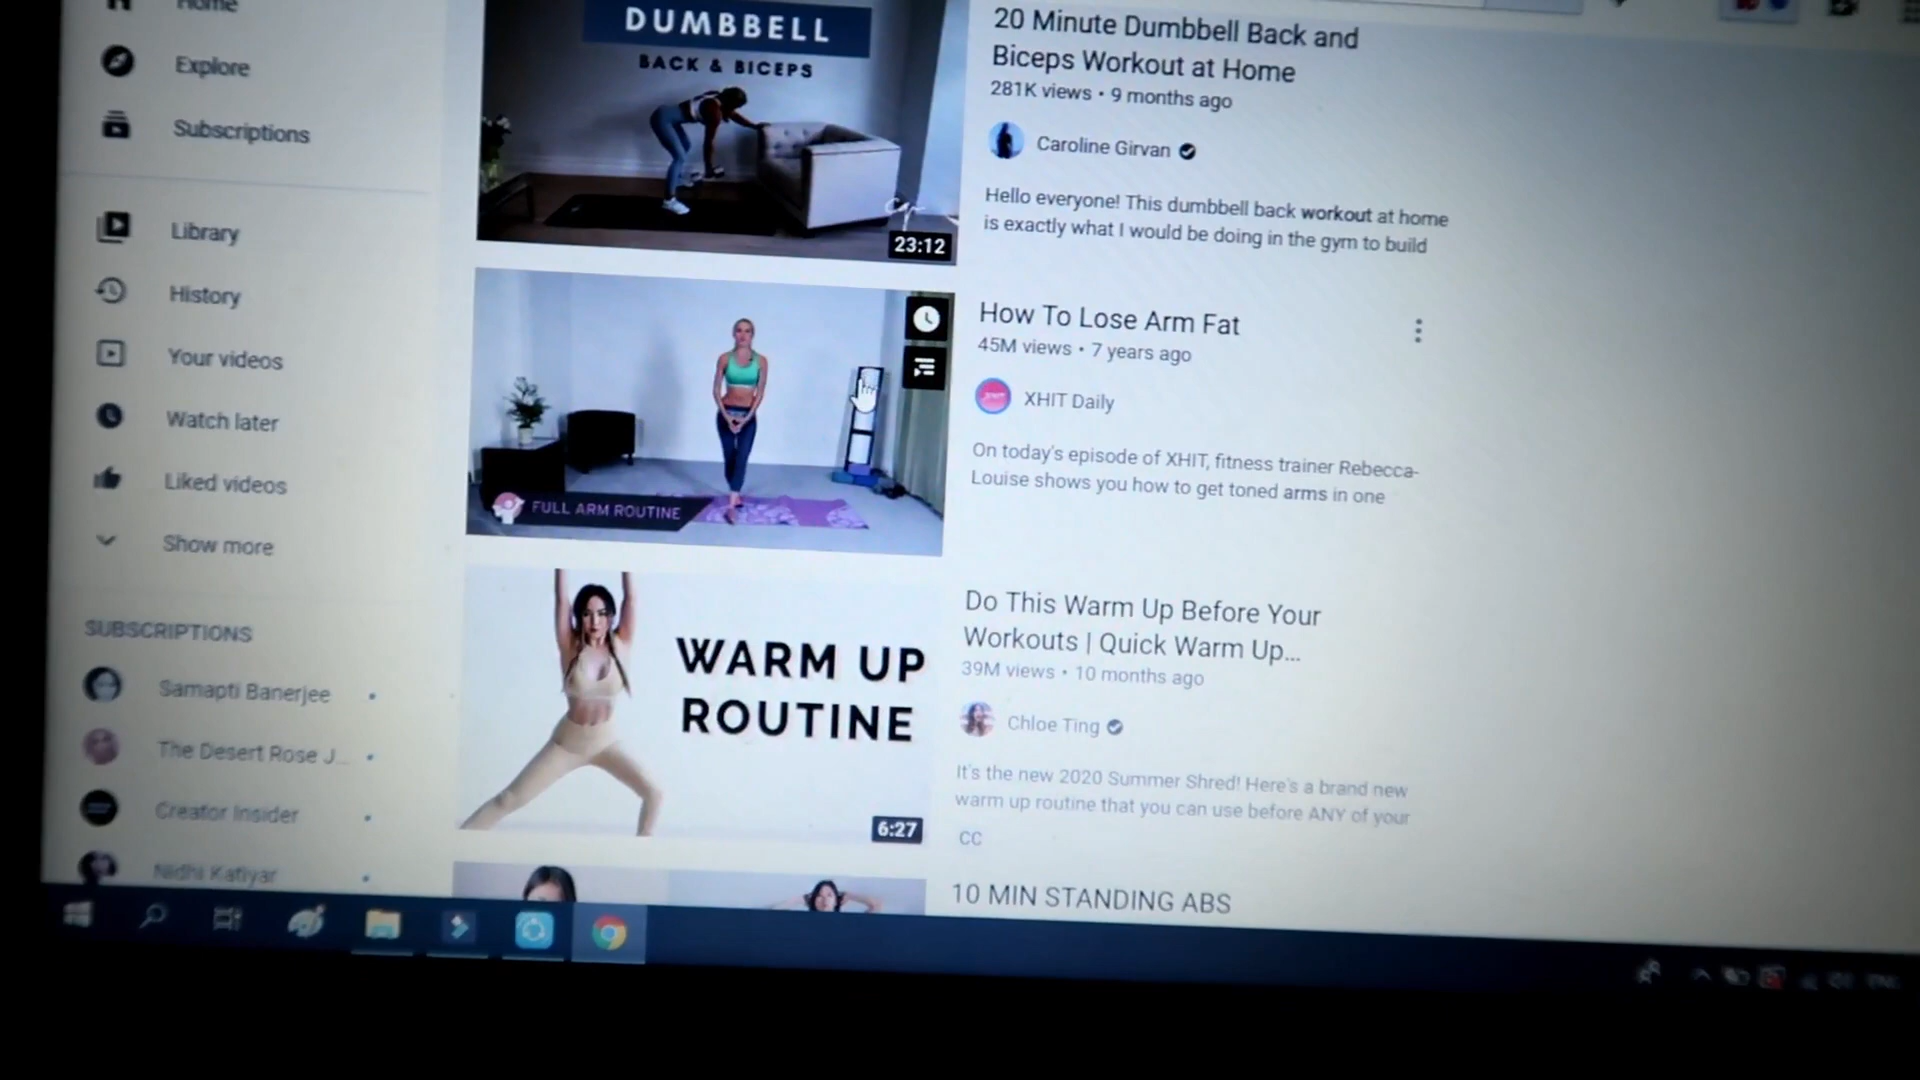 Home
Explore
Subscriptions
Library
History
Your videos
Watch later
Liked videos
Show more
SUBSCRIPTIONS
Samapti Banerjee
The Desert Rose J...
Creator Insider
Nidhi Katiyar
DUMBBELL
BACK & BICEPS
23:12
20 Minute Dumbbell Back and
Biceps Workout at Home
281K views • 9 months ago
Caroline Girvan
Hello everyone! This dumbbell back workout at home
is exactly what I would be doing in the gym to build
FULL ARM ROUTINE
How To Lose Arm Fat
45M views • 7 years ago
XHIT Daily
On today's episode of XHIT, fitness trainer Rebecca-
Louise shows you how to get toned arms in one
WARM UP
ROUTINE
6:27
Do This Warm Up Before Your
Workouts | Quick Warm Up...
39M views • 10 months ago
Chloe Ting
It's the new 2020 Summer Shred! Here's a brand new
warm up routine that you can use before ANY of your
CC
10 MIN STANDING ABS